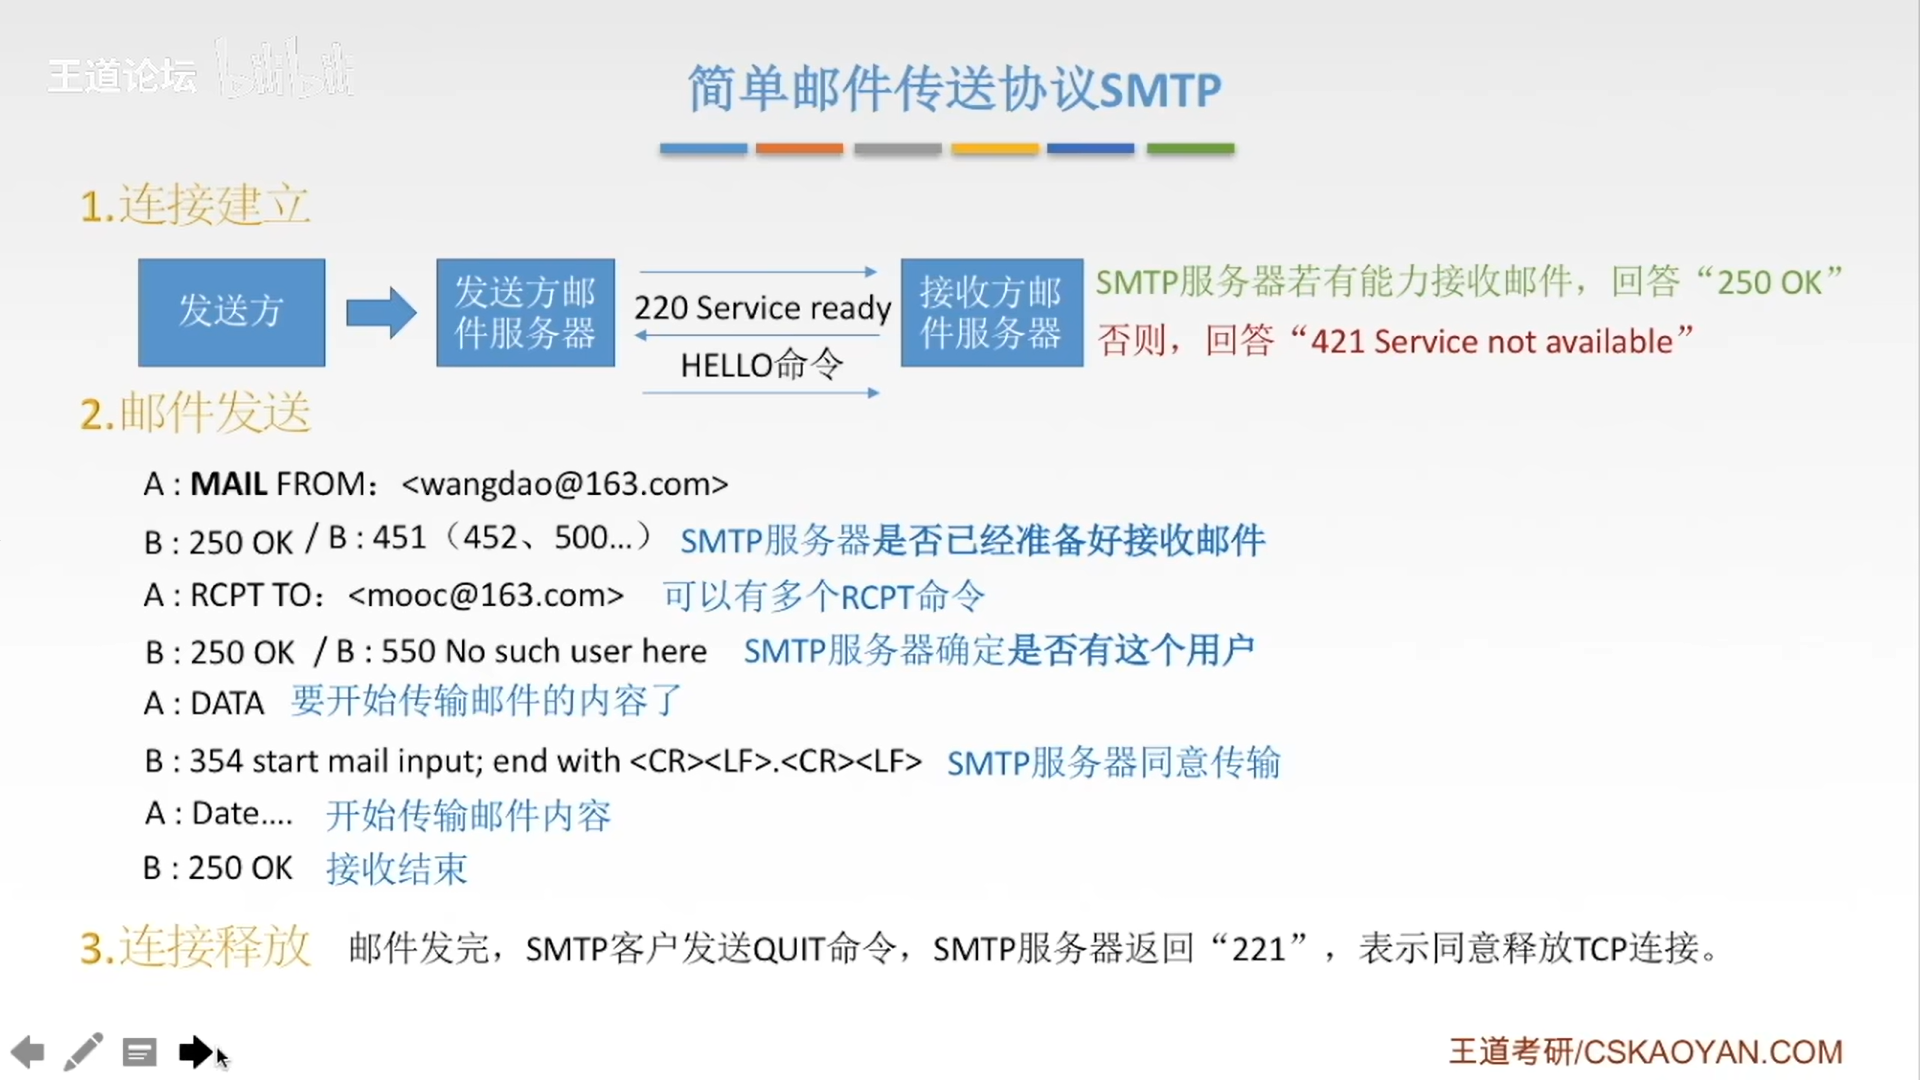 王道论坛 bilibili
简单邮件传送协议SMTP
1.连接建立
发送方
发送方邮
件服务器
220 Service ready
HELLO命令
接收方邮
件服务器
SMTP服务器若有能力接收邮件，回答“250 OK”
否则，回答“421 Service not available”
2.邮件发送
A : MAIL FROM：<wangdao@163.com>
B : 250 OK / B : 451（452、500...） SMTP服务器是否已经准备好接收邮件
A : RCPT TO：<mooc@163.com> 可以有多个RCPT命令
B : 250 OK / B : 550 No such user here SMTP服务器确定是否有这个用户
A : DATA 要开始传输邮件的内容了
B : 354 start mail input; end with <CR><LF>.<CR><LF> SMTP服务器同意传输
A : Date.... 开始传输邮件内容
B : 250 OK 接收结束
3.连接释放 邮件发完，SMTP客户发送QUIT命令，SMTP服务器返回“221”，表示同意释放TCP连接。
王道考研/CSKAOYAN.COM